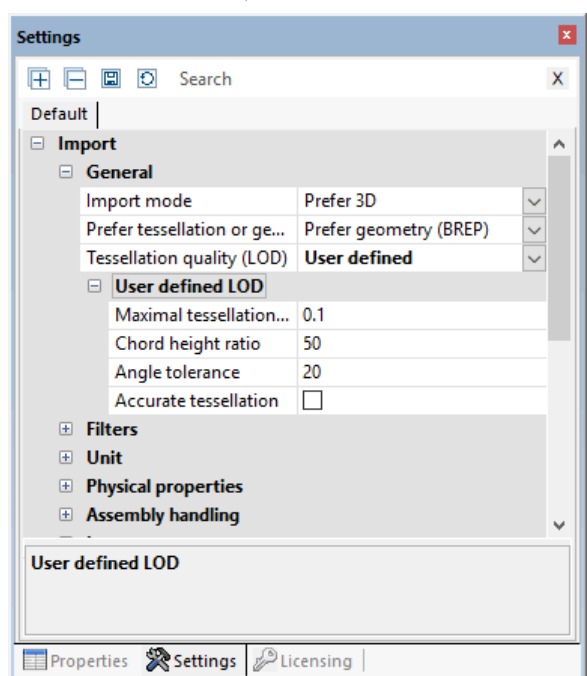 Settings
Search X
Default
Import
General
Import mode Prefer 3D
Prefer tessellation or ge... Prefer geometry (BREP)
Tessellation quality (LOD) User defined
User defined LOD
Maximal tessellation... 0.1
Chord height ratio 50
Angle tolerance 20
Accurate tessellation
Filters
Unit
Physical properties
Assembly handling
User defined LOD
Properties Settings Licensing